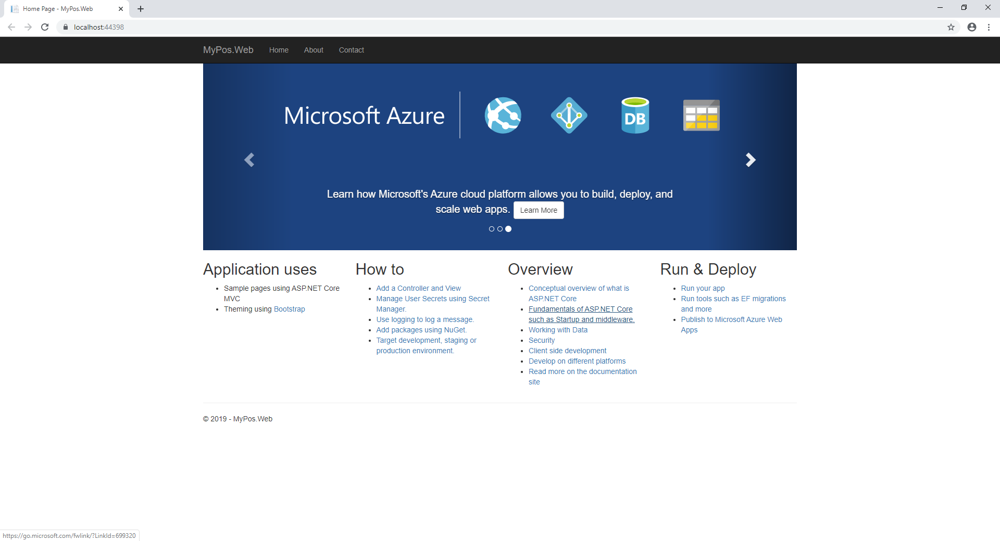 Home Page - MyPos.Web
localhost:44398
MyPos.Web
Home
About
Contact
Microsoft Azure
DB
Learn how Microsoft's Azure cloud platform allows you to build, deploy, and
scale web apps.
Learn More
Application uses
Sample pages using ASP.NET Core
MVC
Theming using Bootstrap
How to
Add a Controller and View
Manage User Secrets using Secret
Manager.
Use logging to log a message.
Add packages using NuGet.
Target development, staging or
production environment.
Overview
Conceptual overview of what is
ASP.NET Core
Fundamentals of ASP.NET Core
such as Startup and middleware.
Working with Data
Security
Client side development
Develop on different platforms
Read more on the documentation
site
Run & Deploy
Run your app
Run tools such as EF migrations
and more
Publish to Microsoft Azure Web
Apps
© 2019 - MyPos.Web
https://go.microsoft.com/fwlink/?LinkId=699320